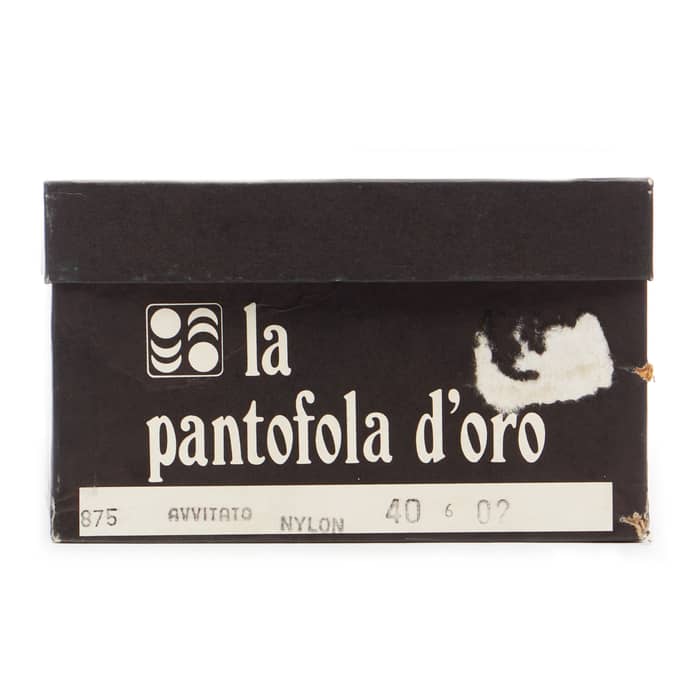 la
pantofola d'oro
875 AVVITATO NYLON 40 6 02